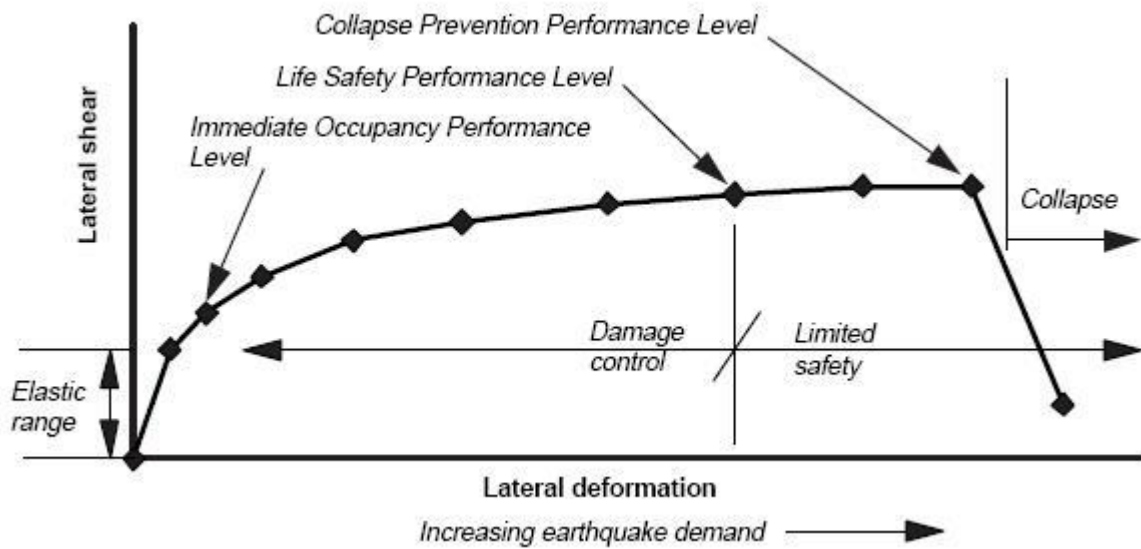 Collapse Prevention Performance Level
Life Safety Performance Level
Immediate Occupancy Performance
Level
Lateral shear
Collapse
Damage
control
Limited
safety
Elastic
range
Lateral deformation
Increasing earthquake demand